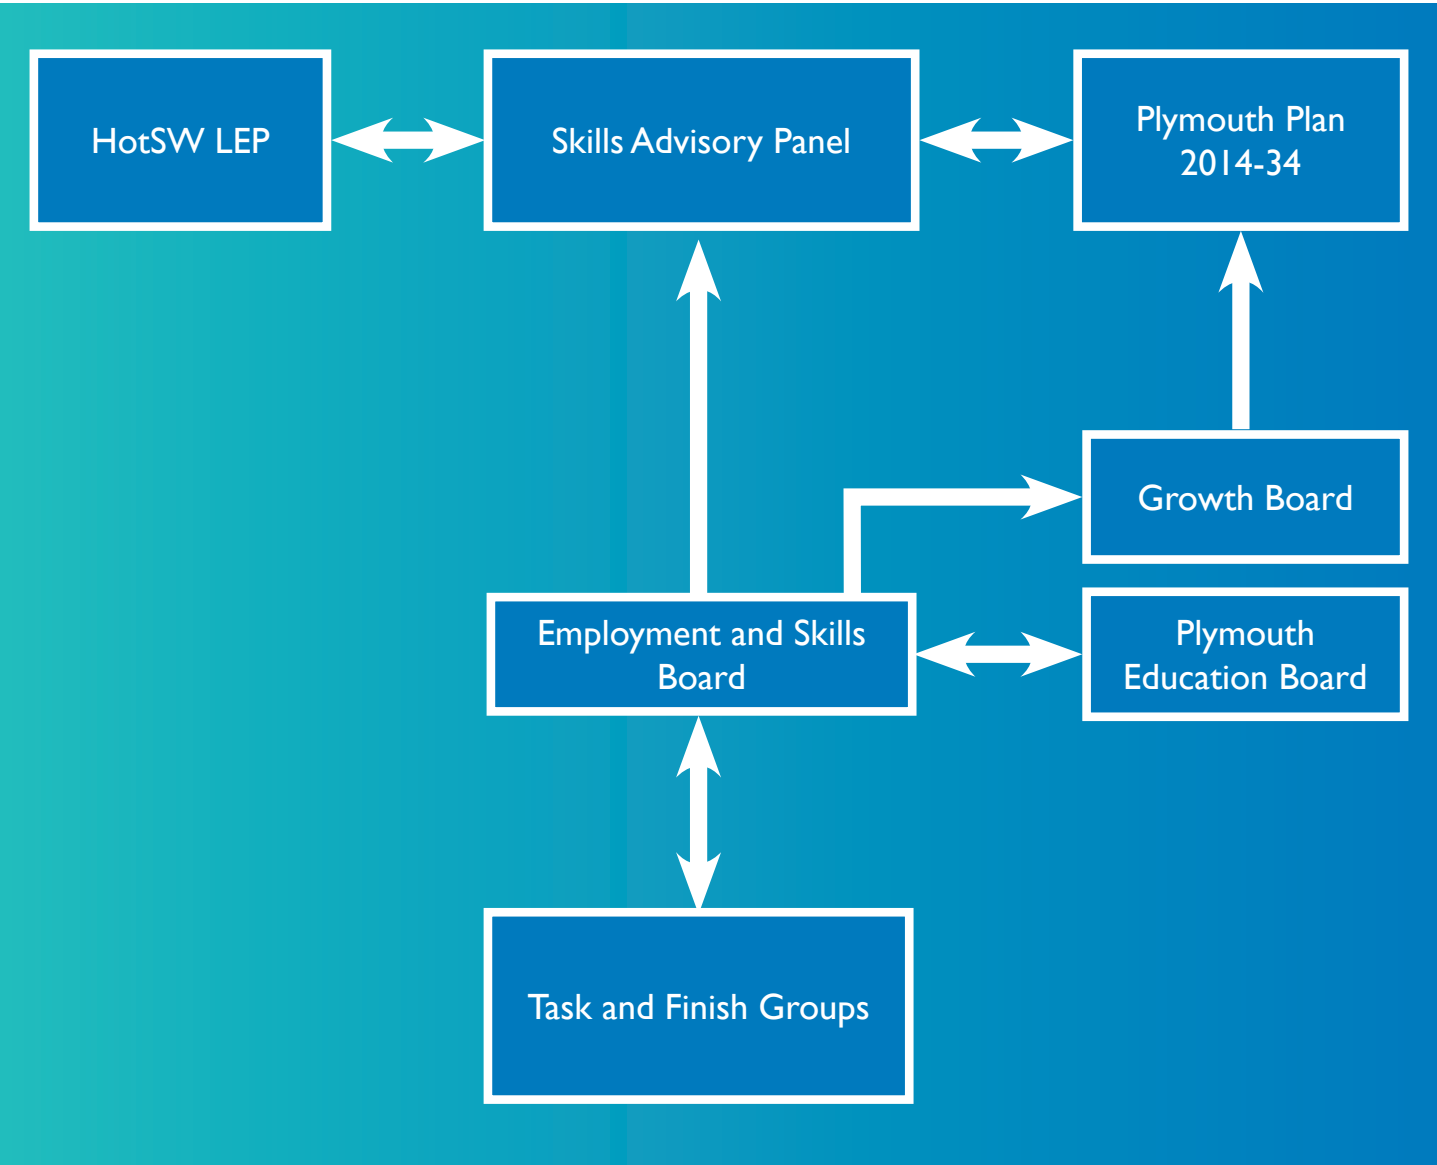 HotSW LEP
Skills Advisory Panel
Plymouth Plan
2014-34
Growth Board
Employment and Skills
Board
Plymouth
Education Board
Task and Finish Groups